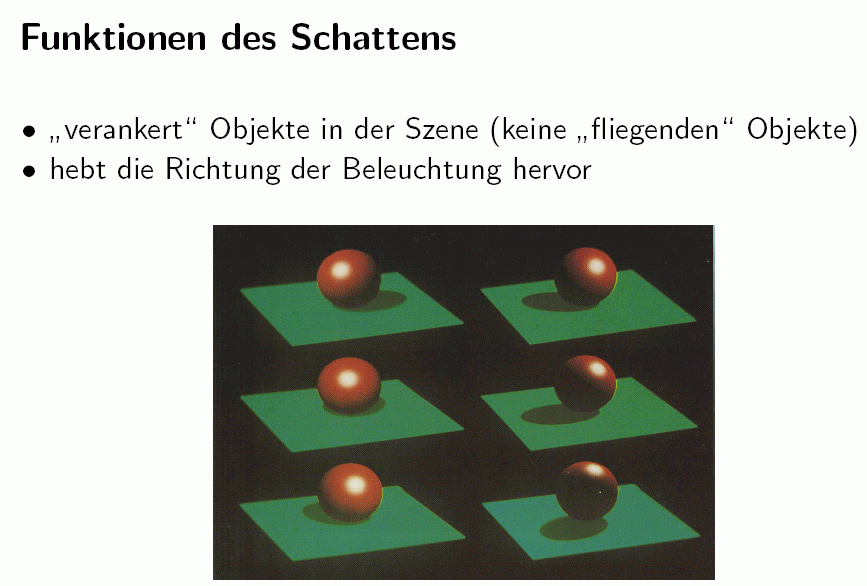 Funktionen des Schattens
• „verankert“ Objekte in der Szene (keine „fliegenden“ Objekte)
• hebt die Richtung der Beleuchtung hervor